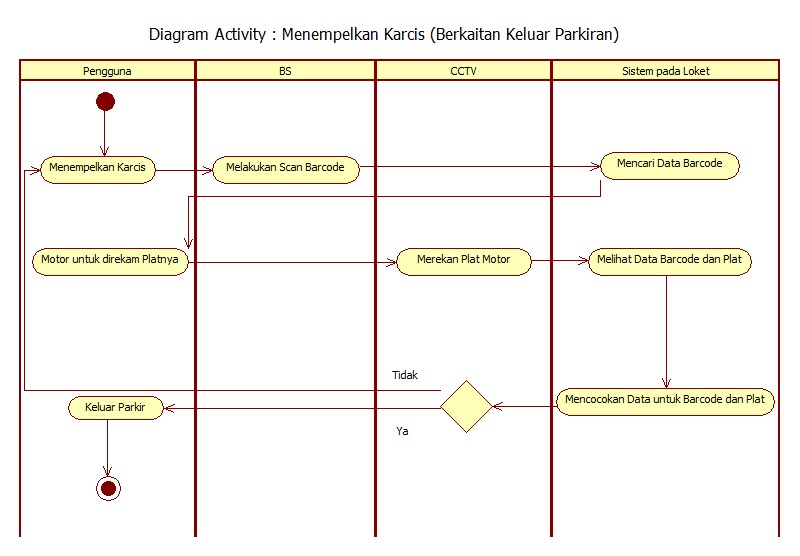 Diagram Activity : Menempelkan Karcis (Berkaitan Keluar Parkiran)
Pengguna
BS
CCTV
Sistem pada Loket
Menempelkan Karcis
Melakukan Scan Barcode
Mencari Data Barcode
Motor untuk direkam Platnya
Merekan Plat Motor
Melihat Data Barcode dan Plat
Tidak
Keluar Parkir
Mencocokan Data untuk Barcode dan Plat
Ya